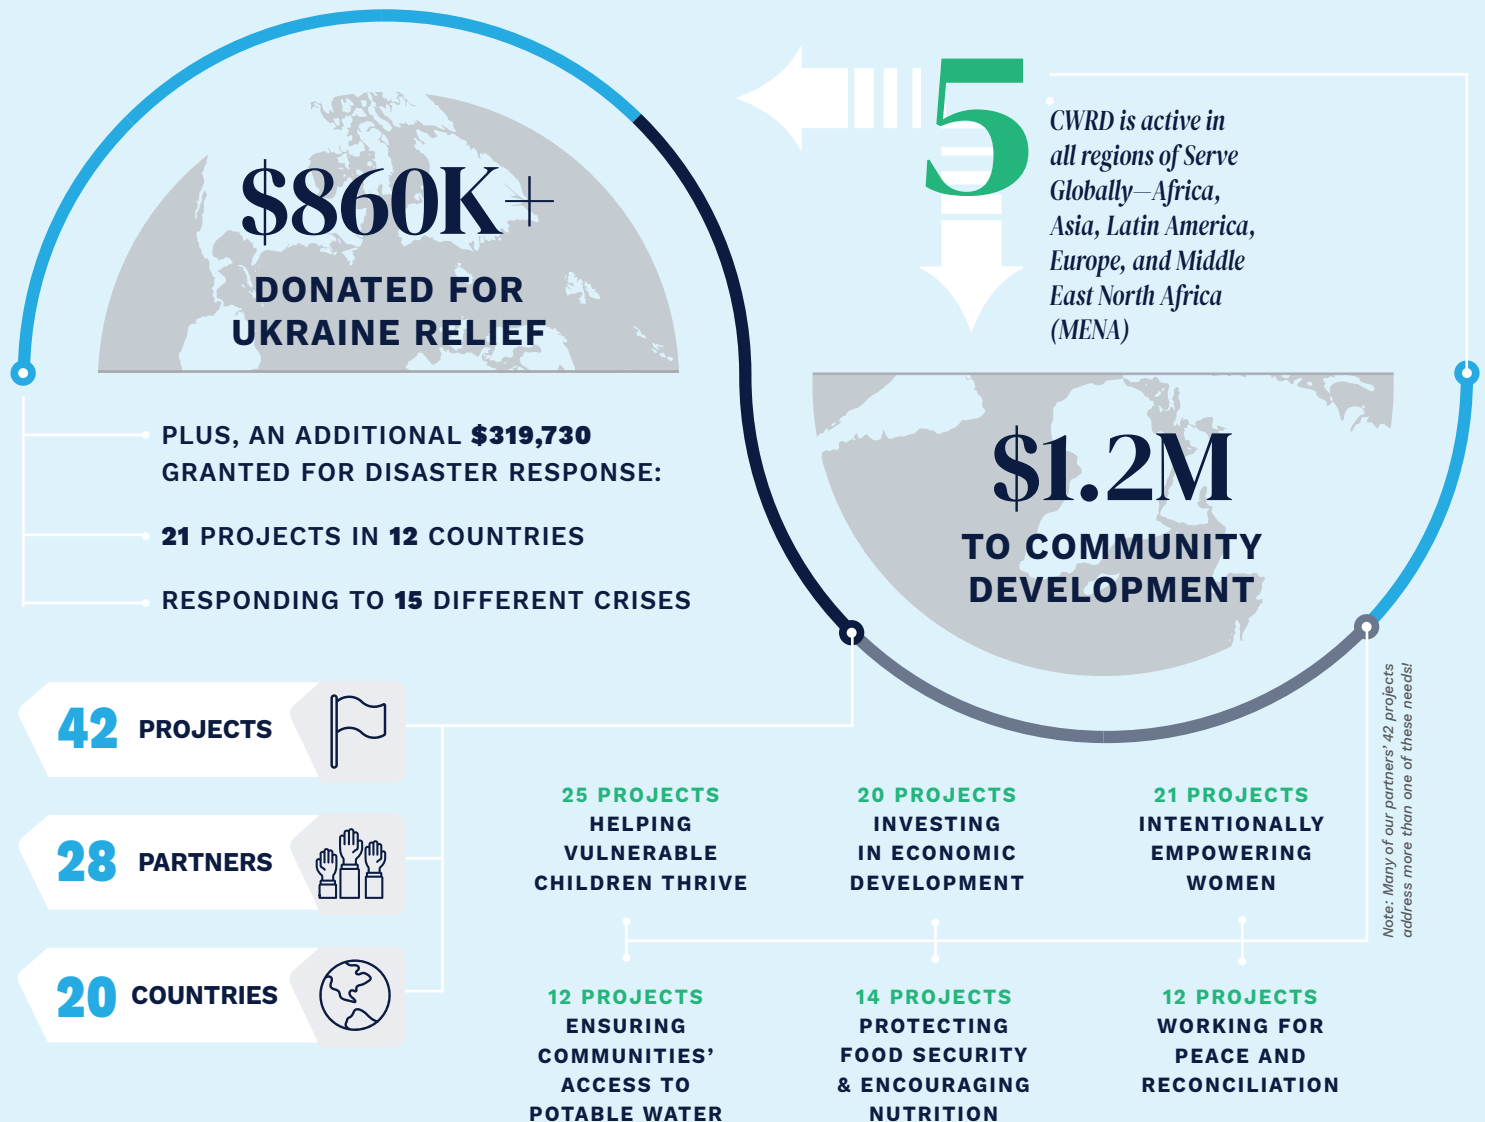 $860K+
DONATED FOR
UKRAINE RELIEF
5
CWRD is active in
all regions of Serve
Globally—Africa,
Asia, Latin America,
Europe, and Middle
East North Africa
(MENA)
PLUS, AN ADDITIONAL $319,730
GRANTED FOR DISASTER RESPONSE:
21 PROJECTS IN 12 COUNTRIES
RESPONDING TO 15 DIFFERENT CRISES
$1.2M
TO COMMUNITY
DEVELOPMENT
42 PROJECTS
28 PARTNERS
20 COUNTRIES
25 PROJECTS
HELPING
VULNERABLE
CHILDREN THRIVE
20 PROJECTS
INVESTING
IN ECONOMIC
DEVELOPMENT
21 PROJECTS
INTENTIONALLY
EMPOWERING
WOMEN
12 PROJECTS
ENSURING
COMMUNITIES’
ACCESS TO
POTABLE WATER
14 PROJECTS
PROTECTING
FOOD SECURITY
& ENCOURAGING
NUTRITION
12 PROJECTS
WORKING FOR
PEACE AND
RECONCILIATION
Note: Many of our partners’ 42 projects
address more than one of these needs!